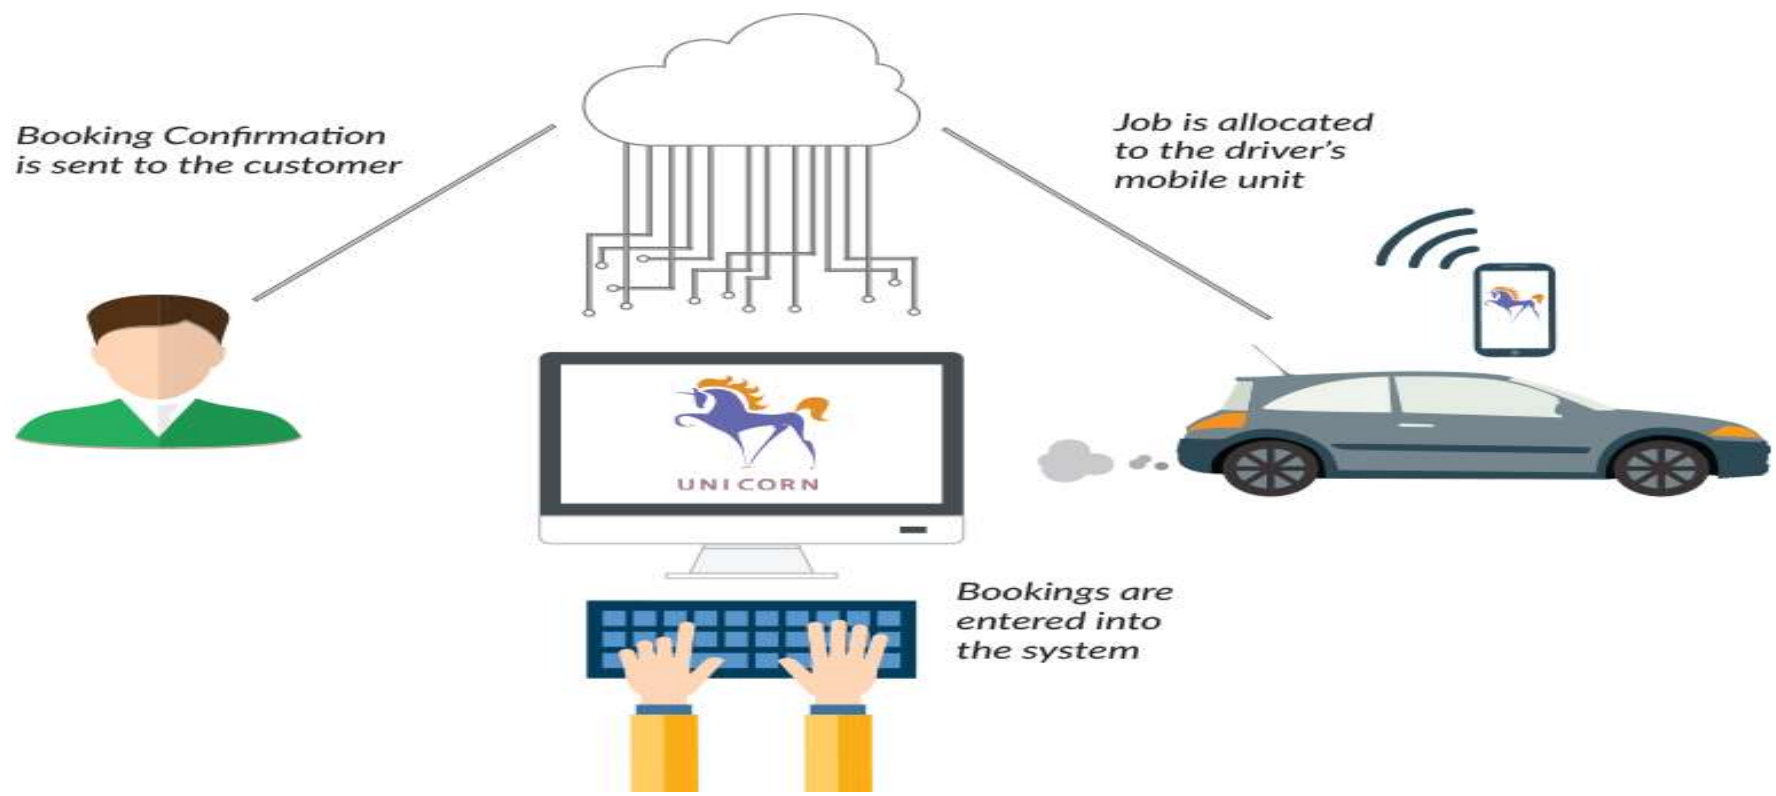 Booking Confirmation
is sent to the customer
Job is allocated
to the driver's
mobile unit
UNICORN
Bookings are
entered into
the system